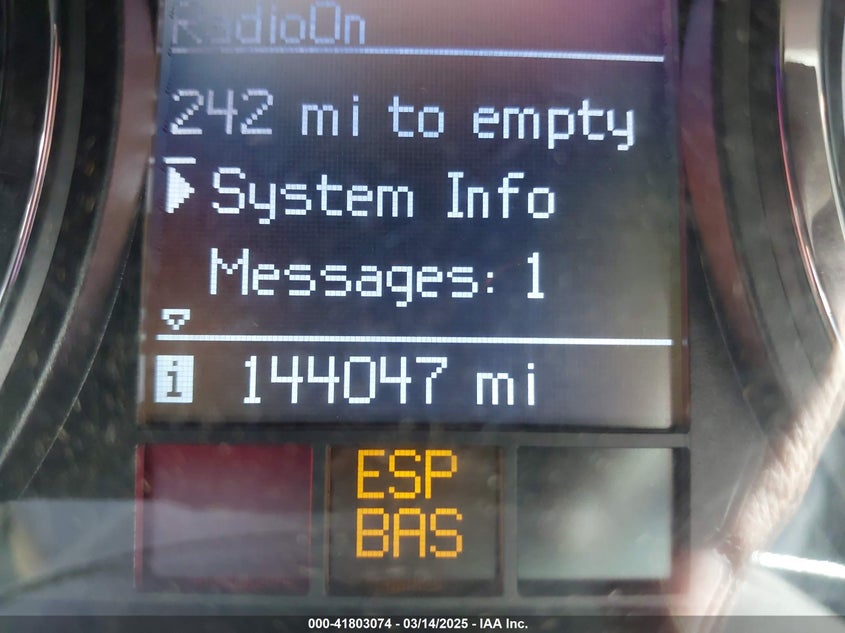 RadioOn
242 mi to empty
System Info
Messages: 1
i 144047 mi
ESP
BAS
000-41803074 - 03/14/2025 - IAA Inc.